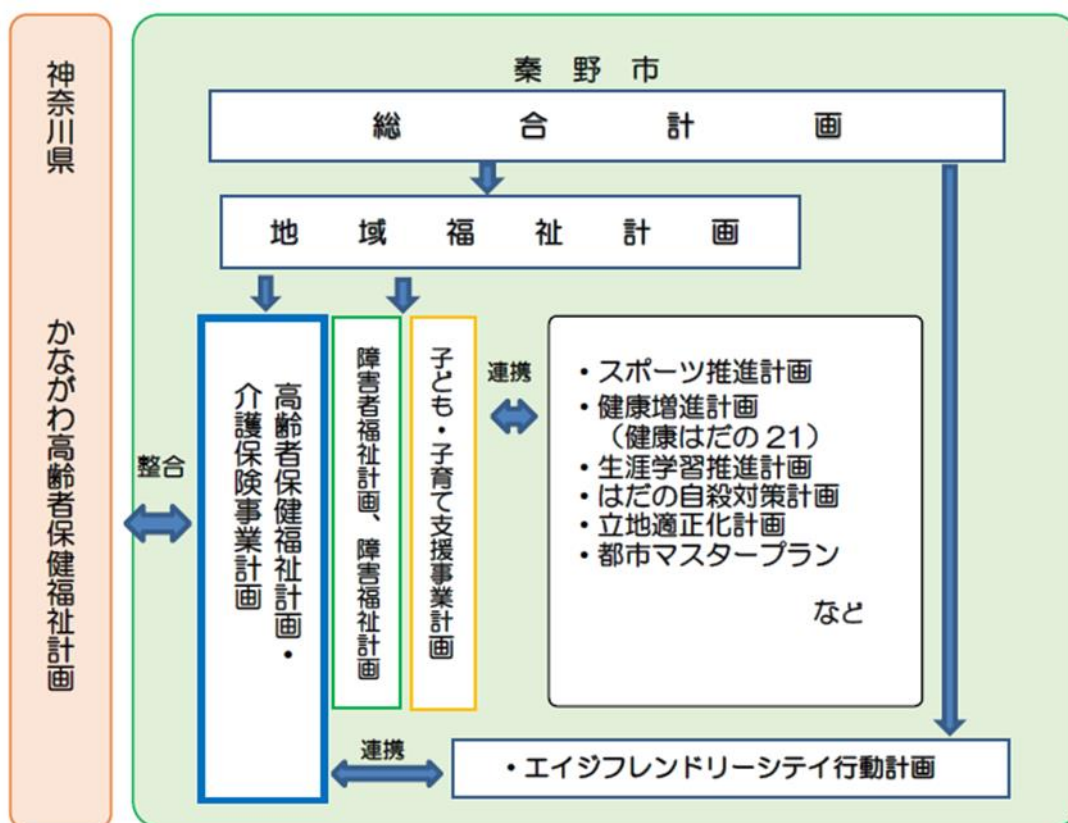 神奈川県　かながわ高齢者保健福祉計画
秦野市
総合計画
地域福祉計画
整合
高齢者保健福祉計画・
介護保険事業計画
障害者福祉計画、障害福祉計画
子ども・子育て支援事業計画
連携
・スポーツ推進計画
・健康増進計画
（健康はだの21）
・生涯学習推進計画
・はだの自殺対策計画
・立地適正化計画
・都市マスタープラン
など
連携
・エイジフレンドリーシテイ行動計画